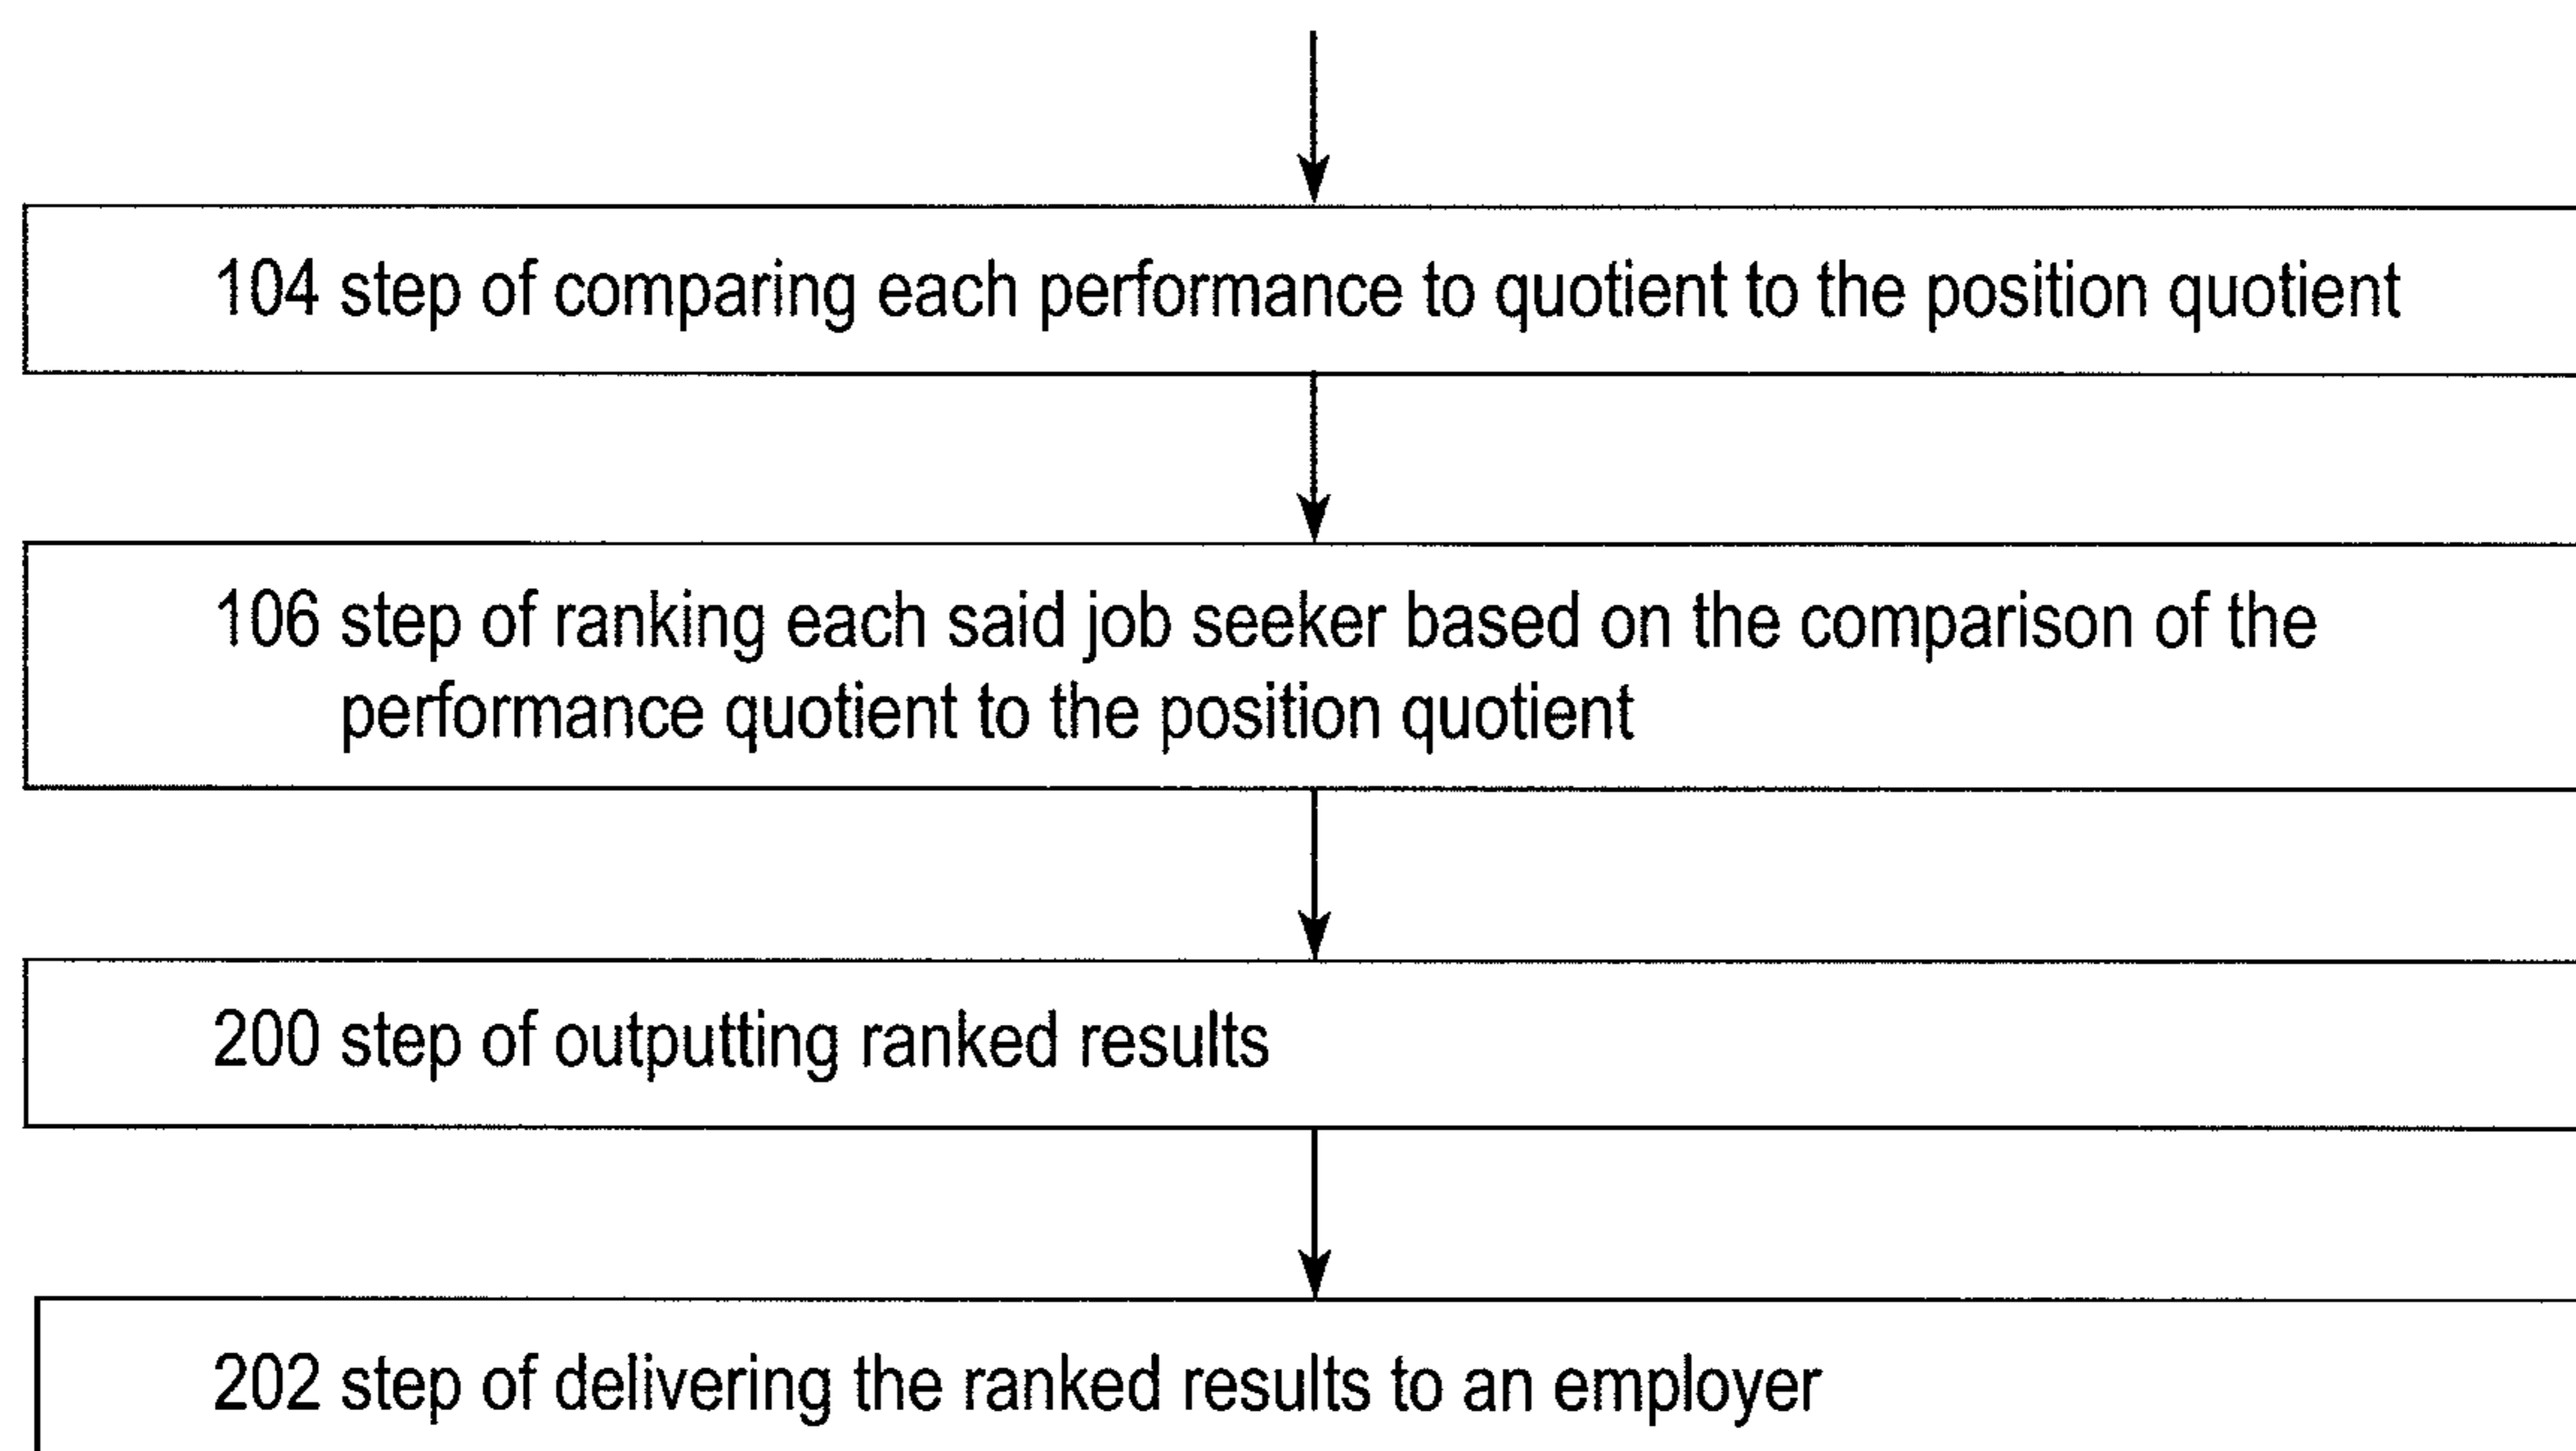 104 step of comparing each performance to quotient to the position quotient
106 step of ranking each said job seeker based on the comparison of the
performance quotient to the position quotient
200 step of outputting ranked results
202 step of delivering the ranked results to an employer